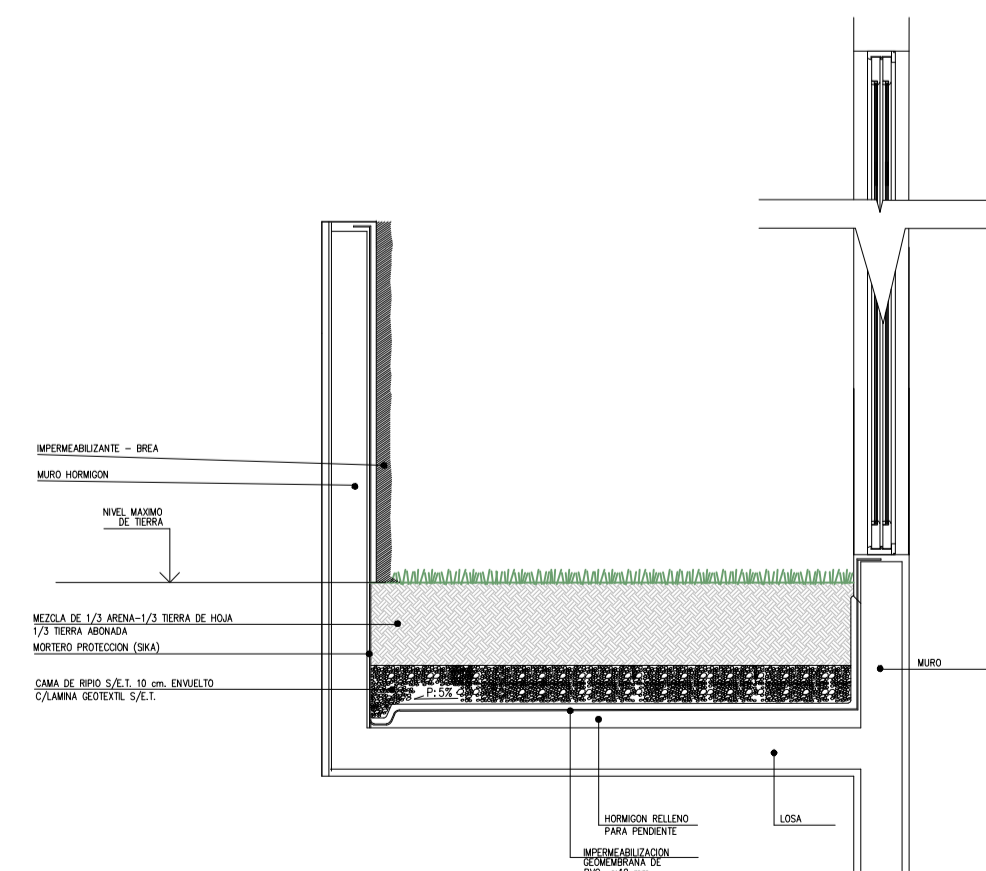 IMPERMEABILIZANTE - BREA
MURO HORMIGON
NIVEL MAXIMO
DE TIERRA
MEZCLA DE 1/3 ARENA-1/3 TIERRA DE HOJA
1/3 TIERRA ABONADA
MORTERO PROTECCION (SIKA)
CAMA DE RIPIO S/E.T. 10 cm. ENVUELTO
C/LAMINA GEOTEXTIL S/E.T.
P:5%
MURO
HORMIGON RELLENO
PARA PENDIENTE
LOSA
IMPERMEABILIZACIÓN
GEOMEMBRANA DE